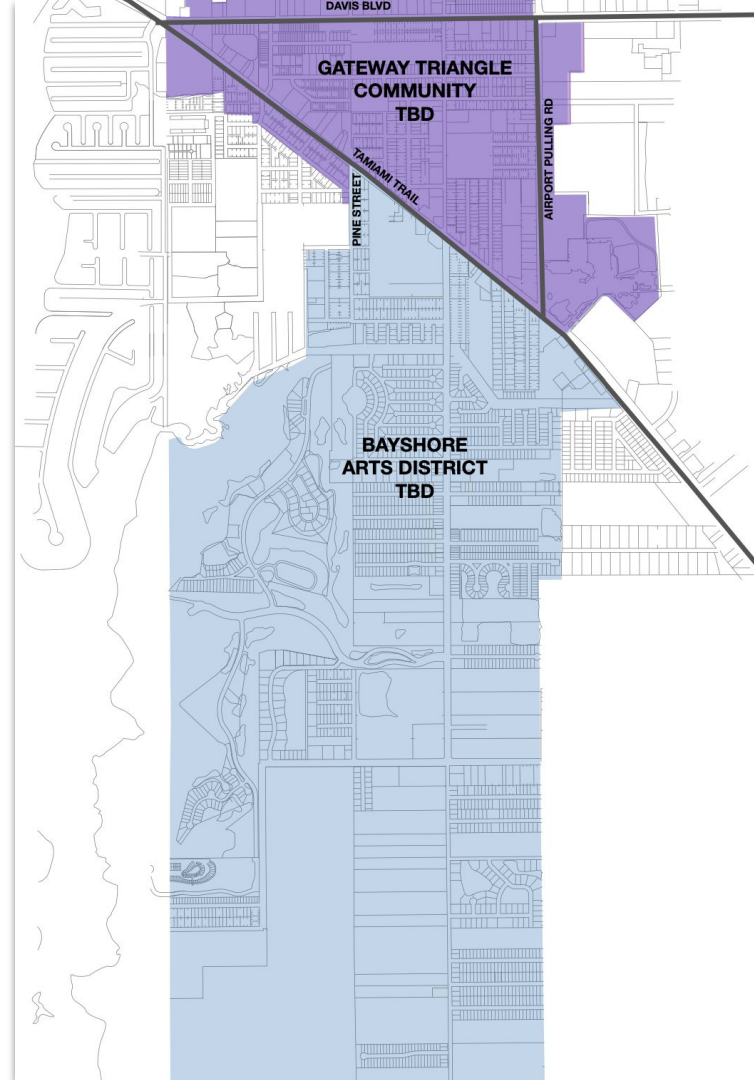 DAVIS BLVD
GATEWAY TRIANGLE
COMMUNITY
TBD
AIRPORT PULLING RD
TAMIAMI TRAIL
PINE STREET
BAYSHORE
ARTS DISTRICT
TBD